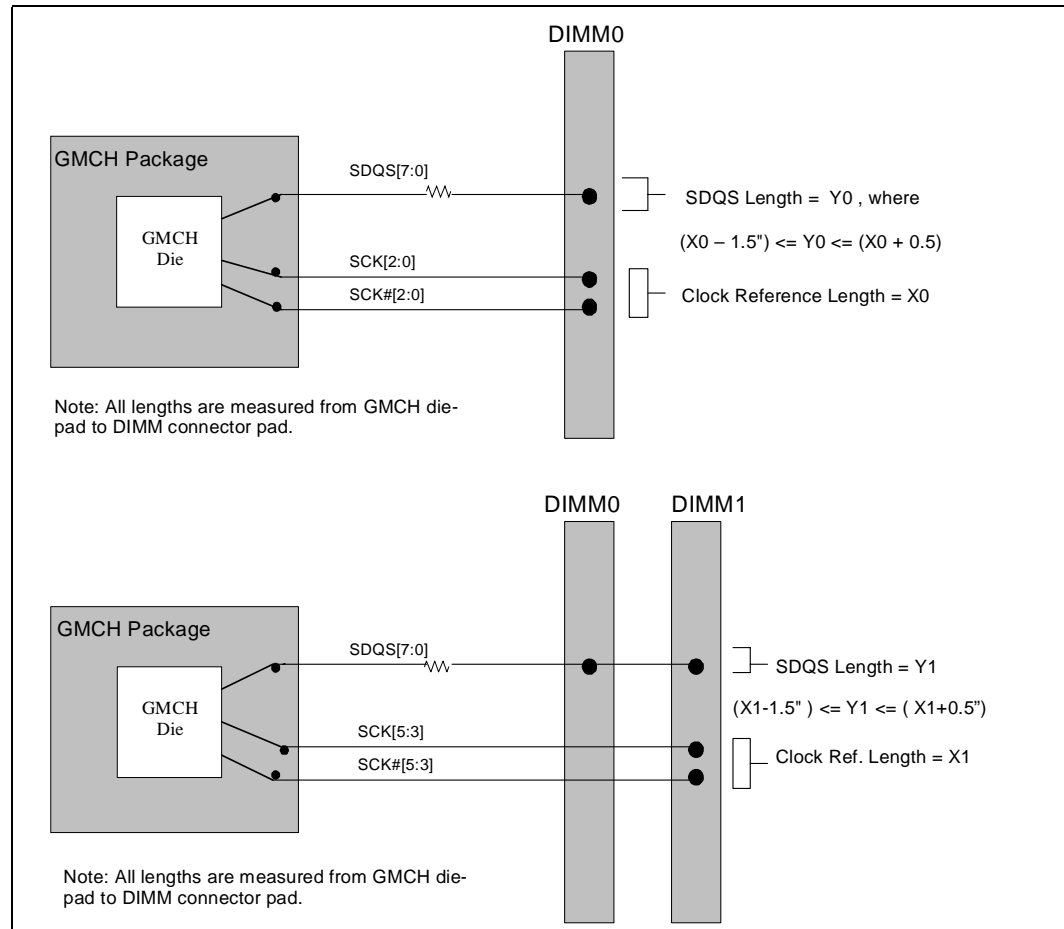 DIMM0
GMCH Package
SDQS[7:0]
GMCH
Die
SDQS Length = Y0 , where
(X0 – 1.5") <= Y0 <= (X0 + 0.5)
SCK[2:0]
SCK#[2:0]
Clock Reference Length = X0
Note: All lengths are measured from GMCH die-
pad to DIMM connector pad.
DIMM0
DIMM1
GMCH Package
SDQS[7:0]
GMCH
Die
SDQS Length = Y1
(X1-1.5" ) <= Y1 <= ( X1+0.5”)
SCK[5:3]
SCK#[5:3]
Clock Ref. Length = X1
Note: All lengths are measured from GMCH die-
pad to DIMM connector pad.